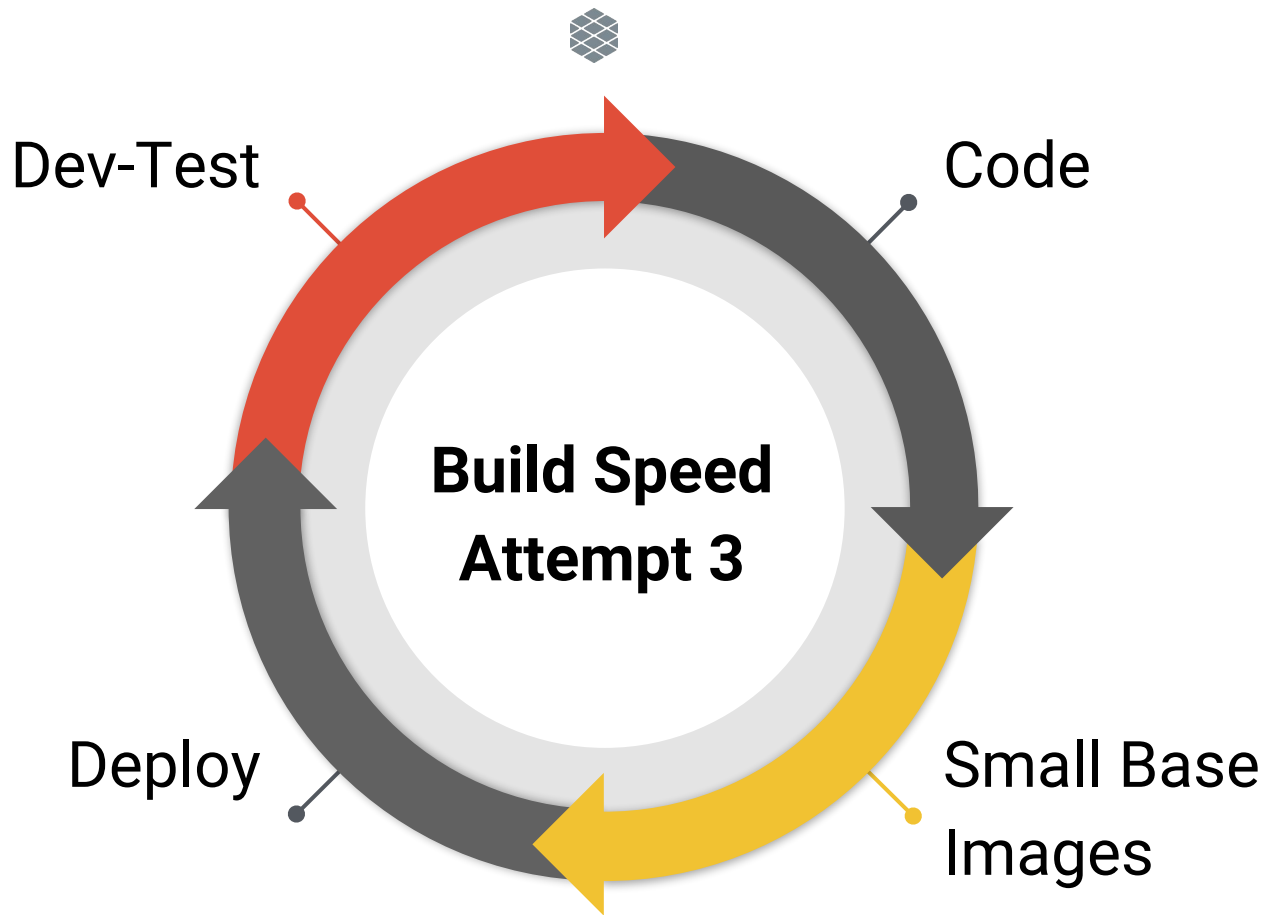 Dev-Test
Code
Build Speed
Attempt 3
Deploy
Small Base
Images